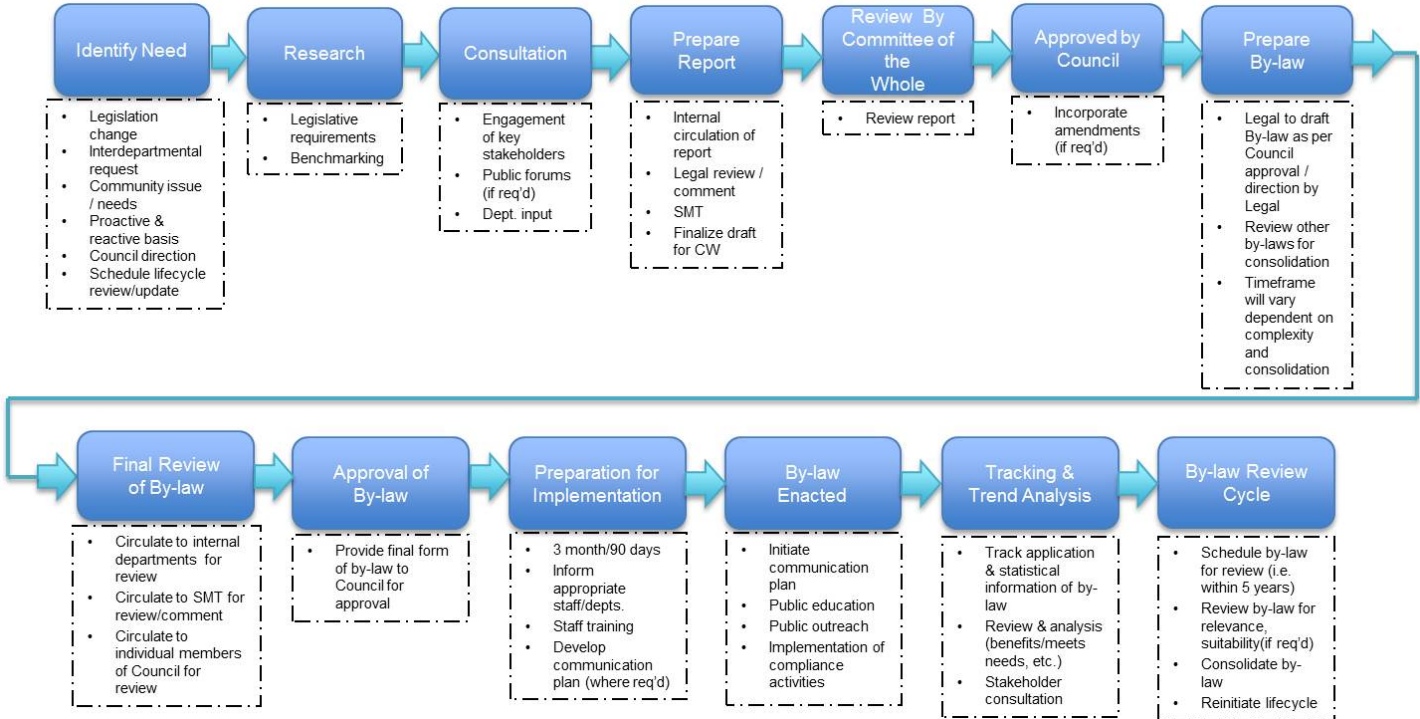 Identify Need
• Legislation
change
• Interdepartmental
request
• Community issue
/ needs
• Proactive &
reactive basis
• Council direction
• Schedule lifecycle
review/update
Research
• Legislative
requirements
• Benchmarking
Consultation
• Engagement
of key
stakeholders
• Public forums
(if req'd)
• Dept. input
Prepare
Report
• Internal
circulation of
report
• Legal review /
comment
• SMT
• Finalize draft
for CW
Review By
Committee of
the
Whole
• Review report
Approved by
Council
• Incorporate
amendments
(if req'd)
Prepare
By-law
• Legal to draft
By-law as per
Council
approval /
direction by
Legal
• Review other
by-laws for
consolidation
• Timeframe
will vary
dependent on
complexity
and
consolidation
Final Review
of By-law
• Circulate to internal
departments for
review
• Circulate to SMT for
review/comment
• Circulate to
individual members
of Council for
review
Approval of
By-law
• Provide final form
of by-law to
Council for
approval
Preparation for
Implementation
• 3 month/90 days
• Inform
appropriate
staff/depts.
• Staff training
• Develop
communication
plan (where req'd)
By-law
Enacted
• Initiate
communication
plan
• Public education
• Public outreach
• Implementation of
compliance
activities
Tracking &
Trend Analysis
• Track application
& statistical
information of by-
law
• Review & analysis
(benefits/meets
needs, etc.)
• Stakeholder
consultation
By-law Review
Cycle
• Schedule by-law
for review (i.e.
within 5 years)
• Review by-law for
relevance,
suitability(if req'd)
• Consolidate by-
law
• Reinitiate lifecycle